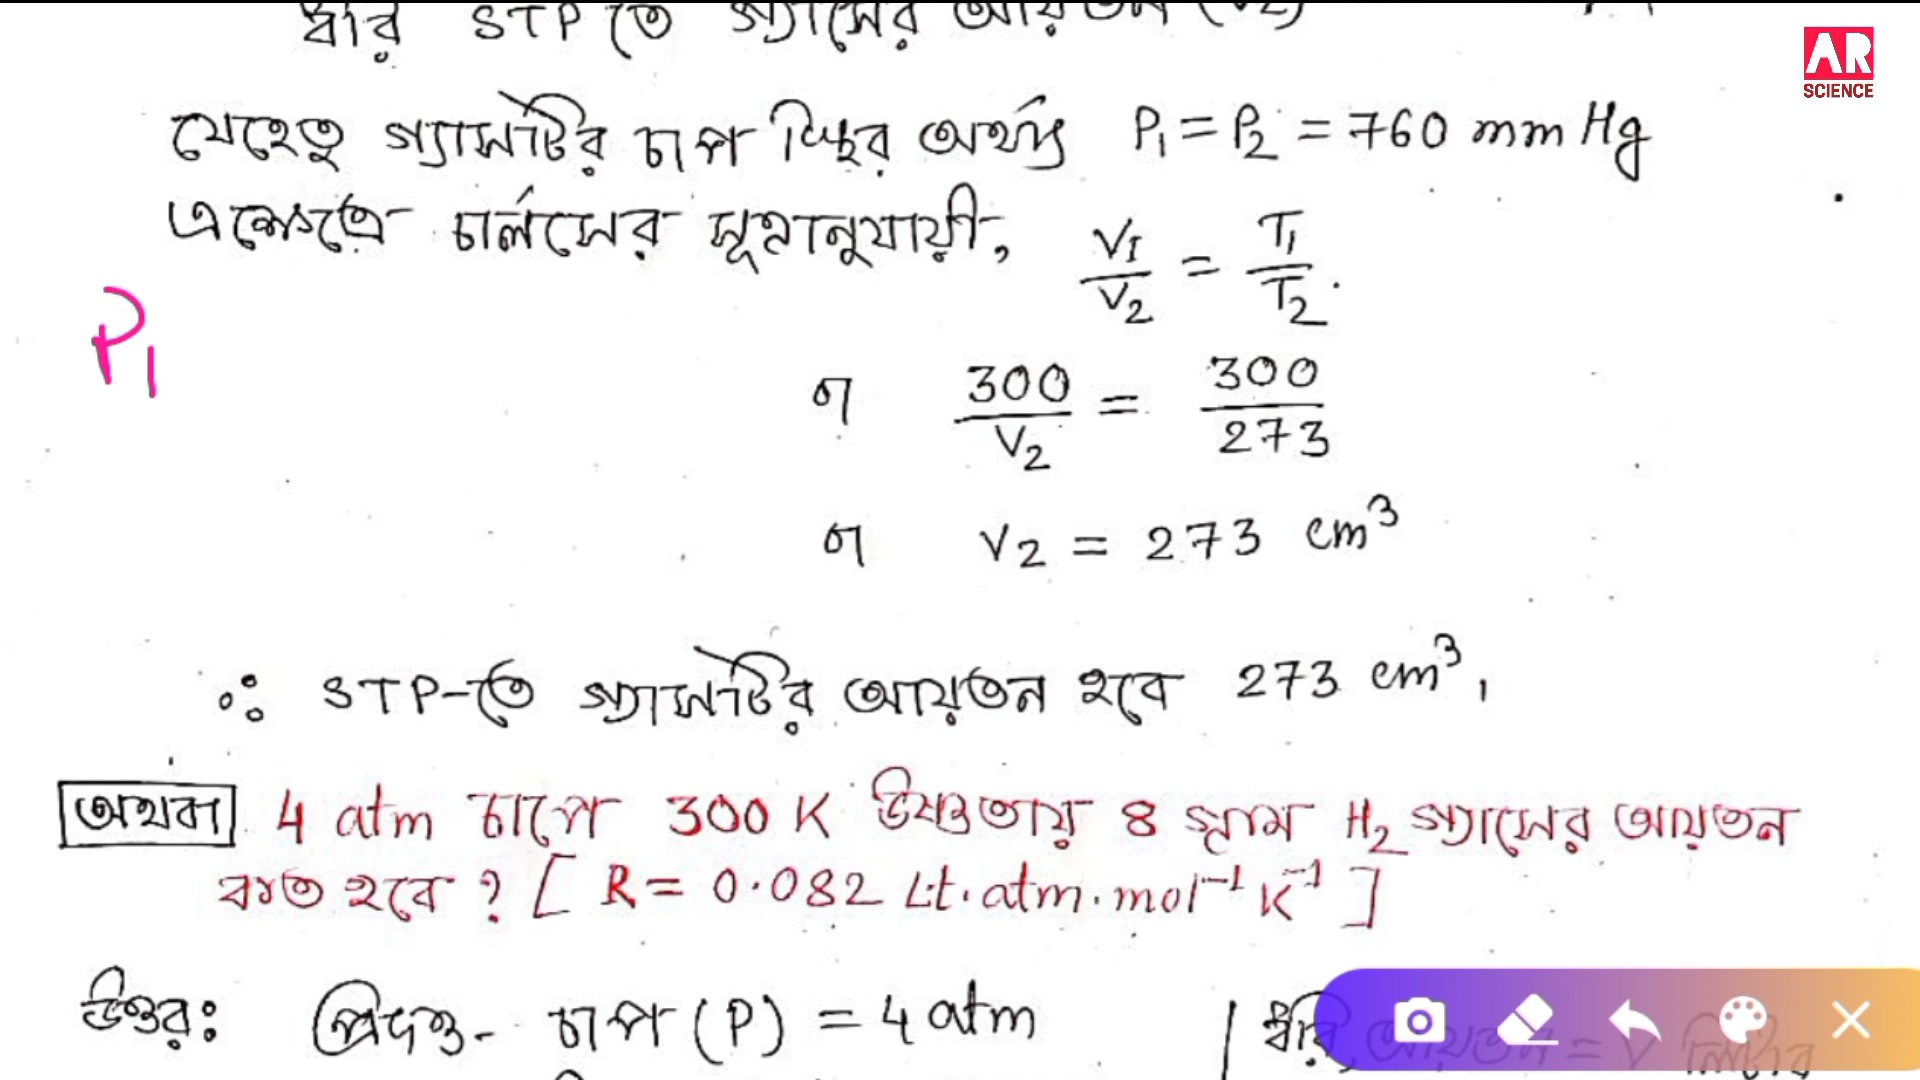 ধরি STP তে গ্যাসের আয়তন (V2)
AR
SCIENCE
যেহেতু গ্যাসটির চাপ স্থির অর্থাৎ P₁ = P₂ = 760 mm Hg
এক্ষেত্রে চার্লসের সূত্রানুযায়ী, V₁/V₂ = T₁/T₂.
P₁
বা 300/V₂ = 300/273
বা V₂ = 273 cm³
∴ STP-তে গ্যাসটির আয়তন হবে 273 cm³।
অথবা 4 atm চাপে 300 K উষ্ণতায় 8 গ্রাম H₂ গ্যাসের আয়তন
কত হবে ? [ R = 0.082 Lt.atm.mol⁻¹ K⁻¹ ]
উত্তর: প্রদত্ত- চাপ (P) = 4 atm | ধরি, আয়তন = V লিটার